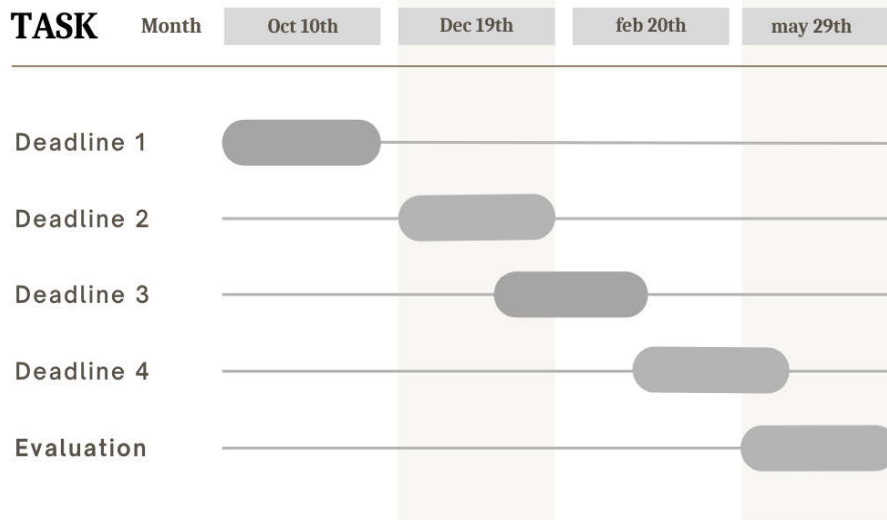 TASK Month Oct 10th Dec 19th feb 20th may 29th
Deadline 1
Deadline 2
Deadline 3
Deadline 4
Evaluation